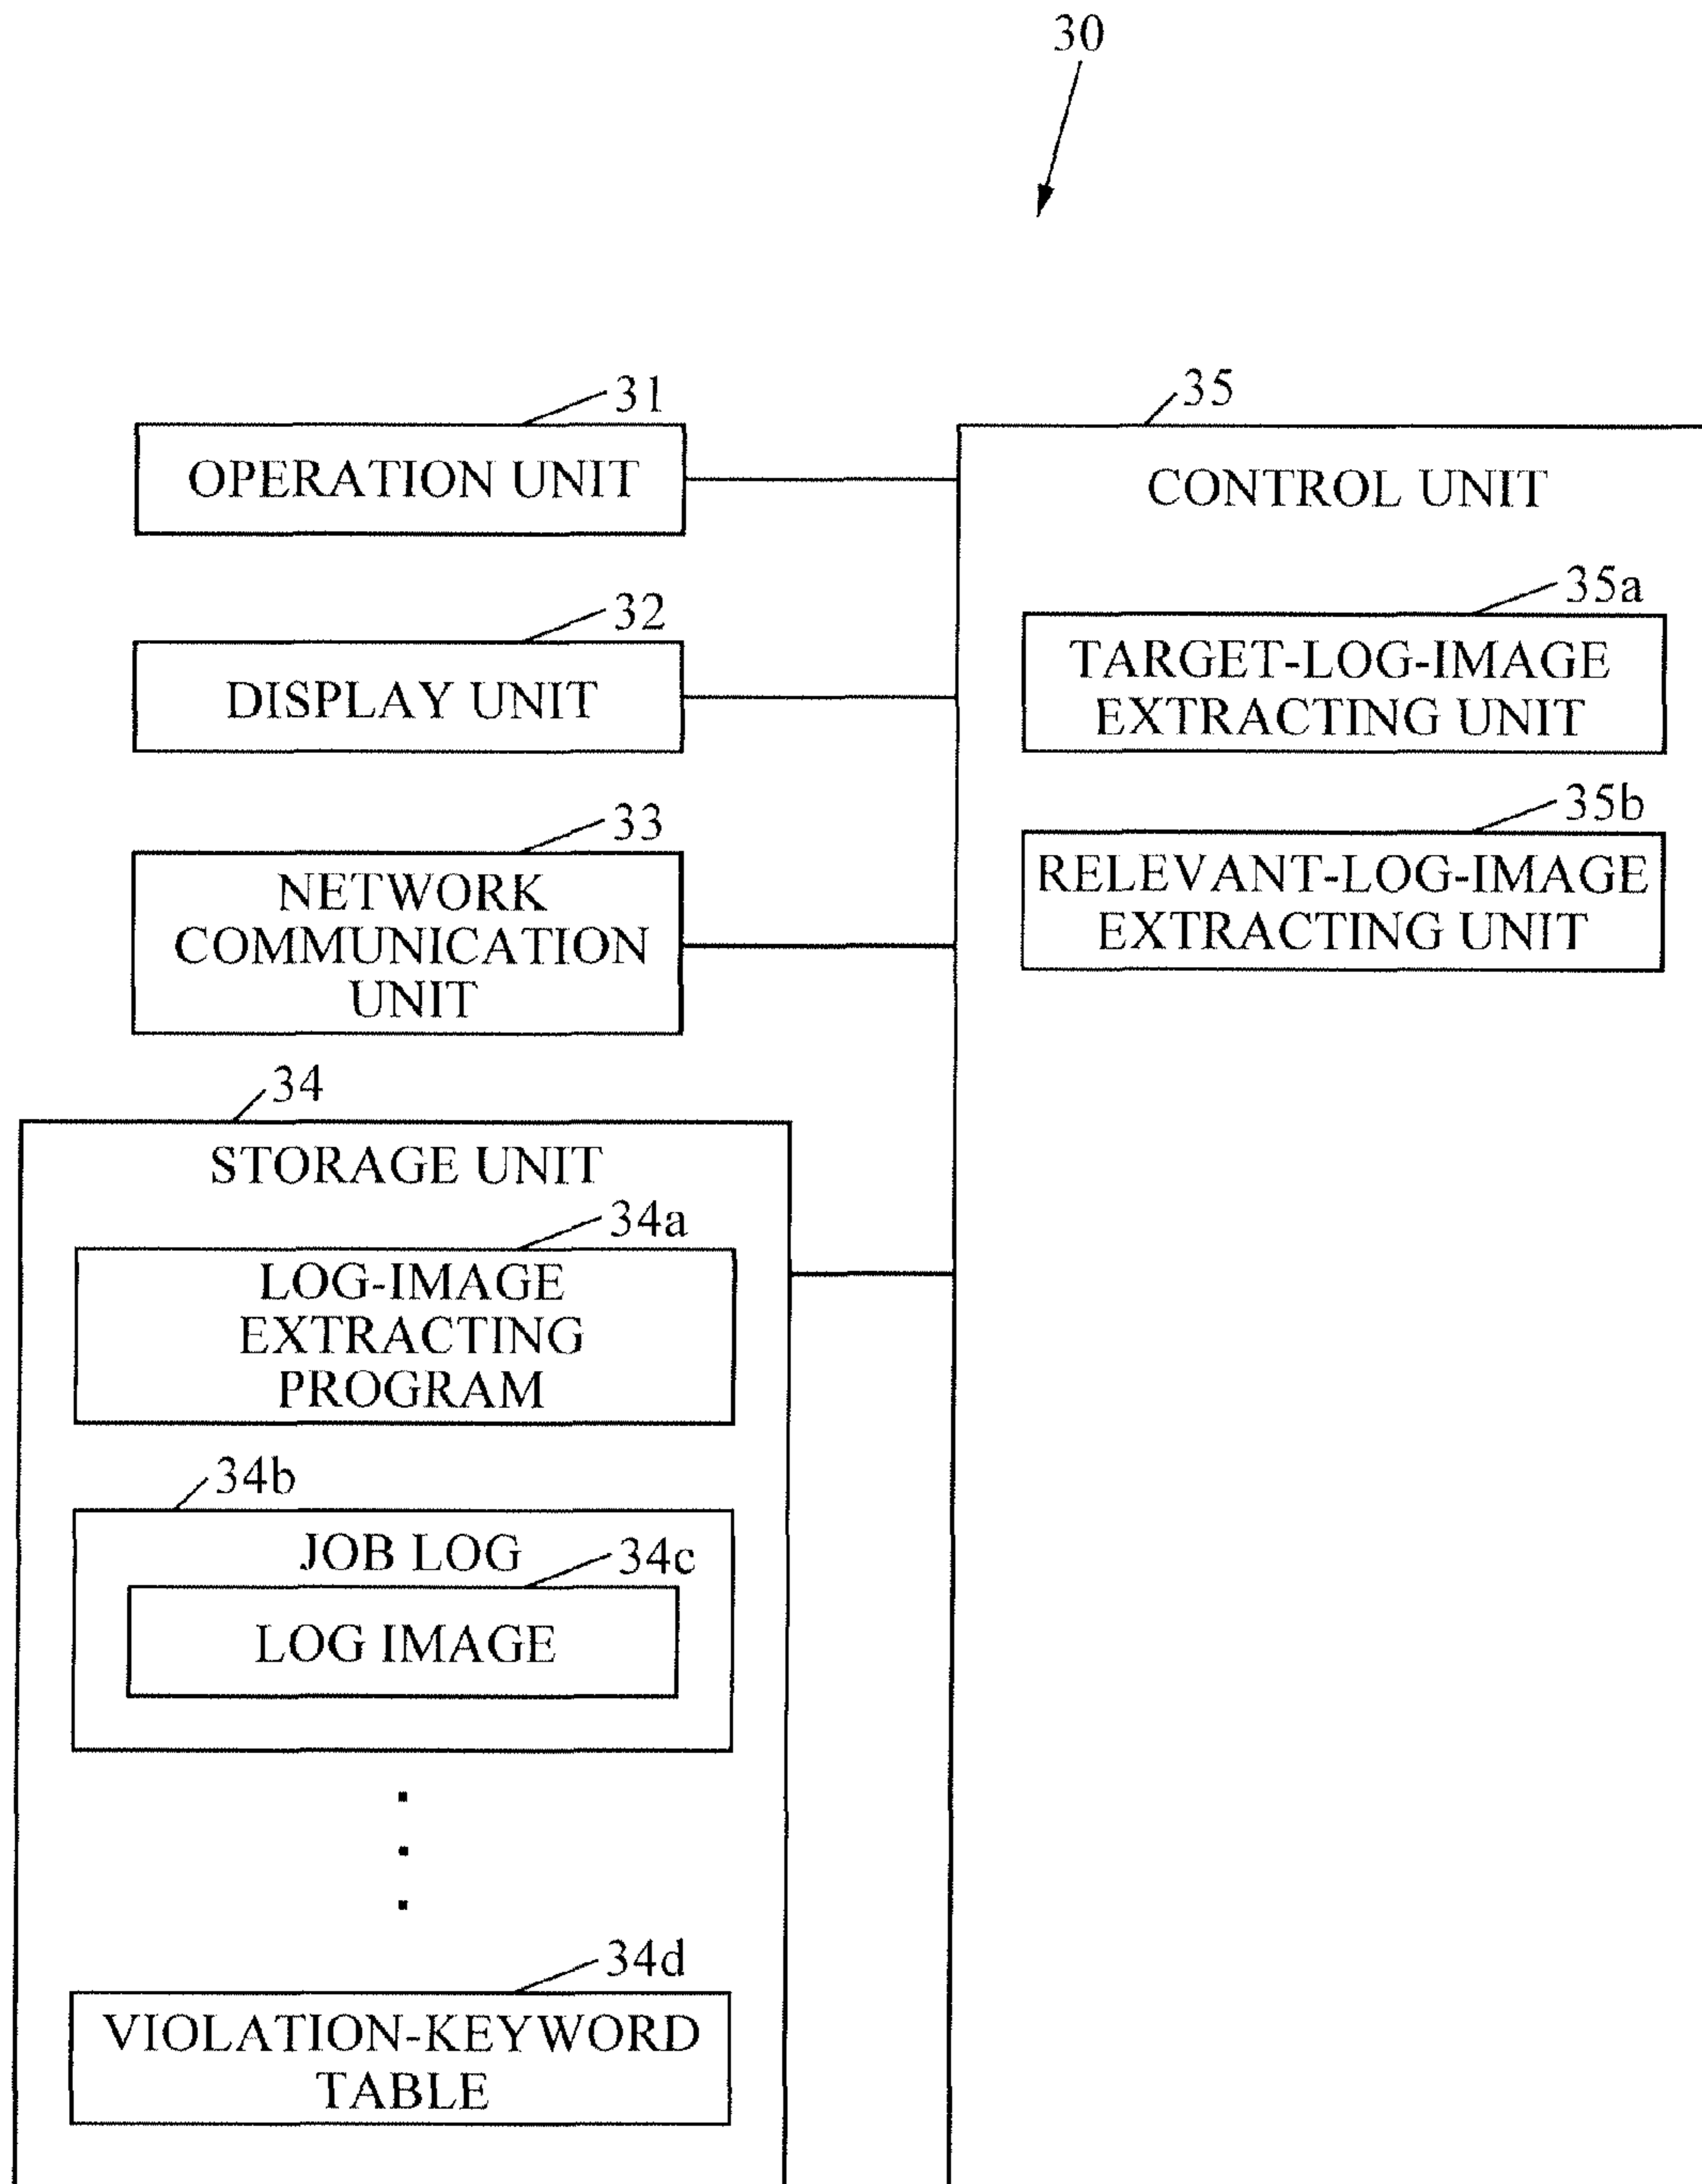 30
31
OPERATION UNIT
32
DISPLAY UNIT
33
NETWORK
COMMUNICATION
UNIT
34
STORAGE UNIT
34a
LOG-IMAGE
EXTRACTING
PROGRAM
34b
JOB LOG
34c
LOG IMAGE
34d
VIOLATION-KEYWORD
TABLE
35
CONTROL UNIT
35a
TARGET-LOG-IMAGE
EXTRACTING UNIT
35b
RELEVANT-LOG-IMAGE
EXTRACTING UNIT